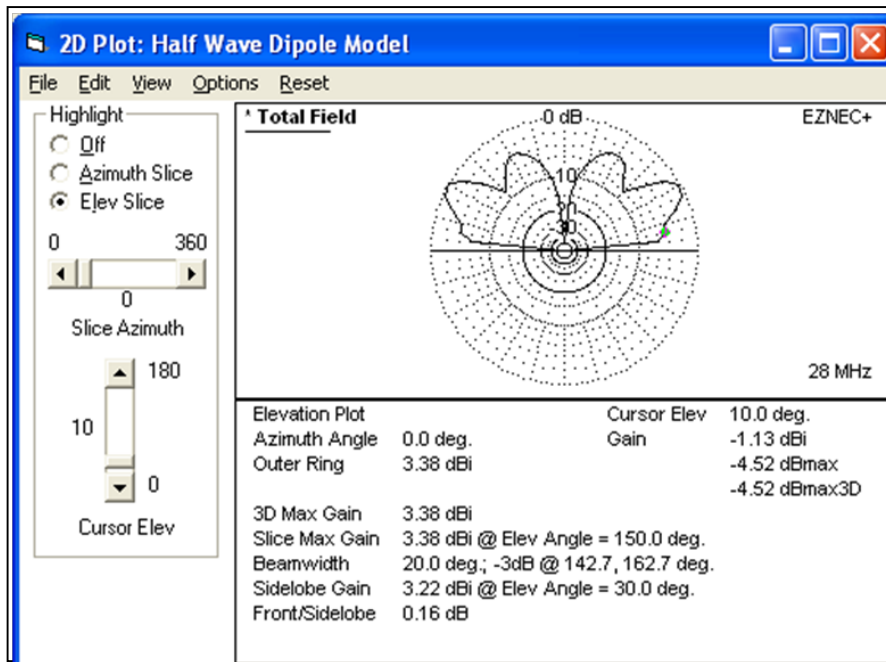 2D Plot: Half Wave Dipole Model
File Edit View Options Reset
Highlight
Off
Azimuth Slice
Elev Slice
0 360
0
Slice Azimuth
180
10
0
Cursor Elev
* Total Field
0 dB
EZNEC+
-10
-20
-30
28 MHz
Elevation Plot
Azimuth Angle 0.0 deg.
Outer Ring 3.38 dBi
Cursor Elev 10.0 deg.
Gain -1.13 dBi
-4.52 dBmax
-4.52 dBmax3D
3D Max Gain 3.38 dBi
Slice Max Gain 3.38 dBi @ Elev Angle = 150.0 deg.
Beamwidth 20.0 deg.; -3dB @ 142.7, 162.7 deg.
Sidelobe Gain 3.22 dBi @ Elev Angle = 30.0 deg.
Front/Sidelobe 0.16 dB